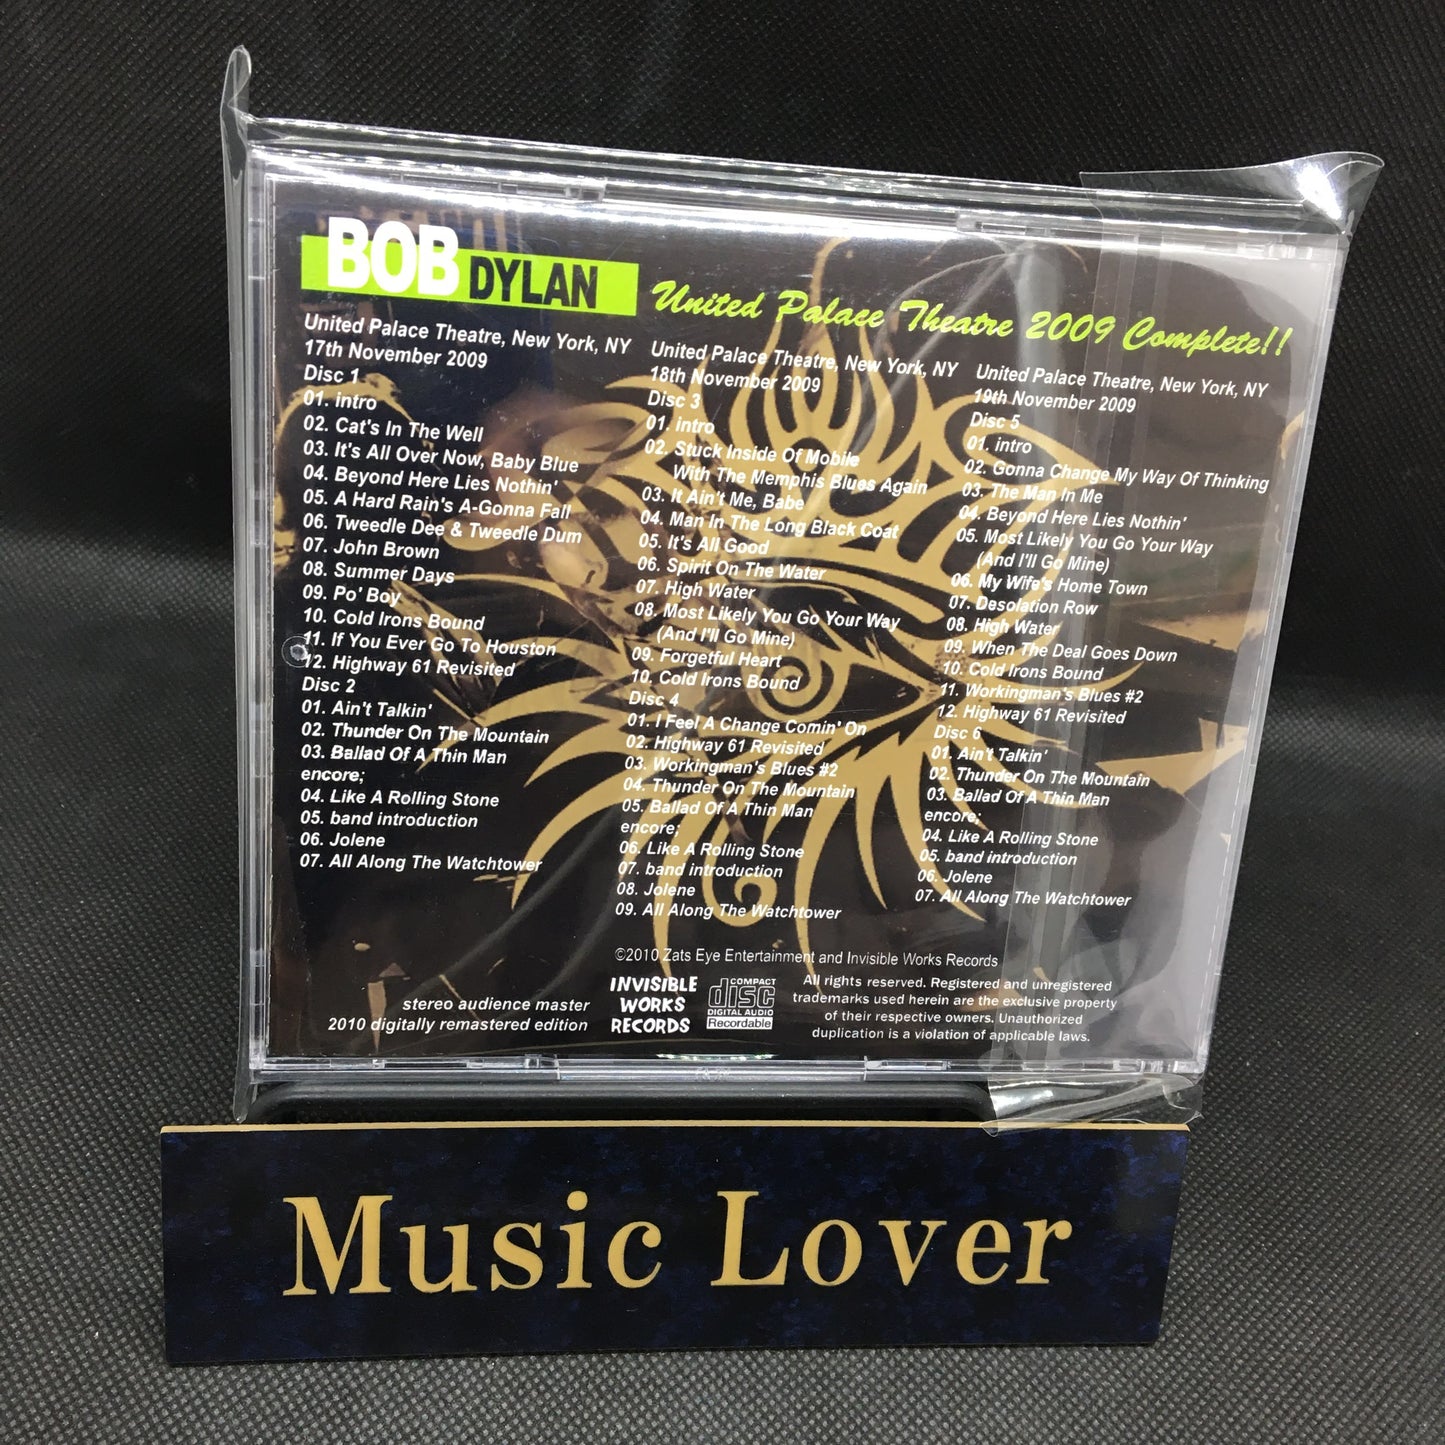 BOB DYLAN
United Palace Theatre 2009 Complete!!
United Palace Theatre, New York, NY
17th November 2009
Disc 1
01. intro
02. Cat's In The Well
03. It's All Over Now, Baby Blue
04. Beyond Here Lies Nothin'
05. A Hard Rain's A-Gonna Fall
06. Tweedle Dee & Tweedle Dum
07. John Brown
08. Summer Days
09. Po' Boy
10. Cold Irons Bound
11. If You Ever Go To Houston
12. Highway 61 Revisited
Disc 2
01. Ain't Talkin'
02. Thunder On The Mountain
03. Ballad Of A Thin Man
encore;
04. Like A Rolling Stone
05. band introduction
06. Jolene
07. All Along The Watchtower
United Palace Theatre, New York, NY
18th November 2009
Disc 3
01. intro
02. Stuck Inside Of Mobile
With The Memphis Blues Again
03. It Ain't Me, Babe
04. Man In The Long Black Coat
05. It's All Good
06. Spirit On The Water
07. High Water
08. Most Likely You Go Your Way
(And I'll Go Mine)
09. Forgetful Heart
10. Cold Irons Bound
Disc 4
01. I Feel A Change Comin' On
02. Highway 61 Revisited
03. Workingman's Blues #2
04. Thunder On The Mountain
05. Ballad Of A Thin Man
encore;
06. Like A Rolling Stone
07. band introduction
08. Jolene
09. All Along The Watchtower
United Palace Theatre, New York, NY
19th November 2009
Disc 5
01. intro
02. Gonna Change My Way Of Thinking
03. The Man In Me
04. Beyond Here Lies Nothin'
05. Most Likely You Go Your Way
(And I'll Go Mine)
06. My Wife's Home Town
07. Desolation Row
08. High Water
09. When The Deal Goes Down
10. Cold Irons Bound
11. Workingman's Blues #2
12. Highway 61 Revisited
Disc 6
01. Ain't Talkin'
02. Thunder On The Mountain
03. Ballad Of A Thin Man
encore;
04. Like A Rolling Stone
05. band introduction
06. Jolene
07. All Along The Watchtower
©2010 Zats Eye Entertainment and Invisible Works Records
stereo audience master
2010 digitally remastered edition
INVISIBLE
WORKS
RECORDS
COMPACT
disc
DIGITAL AUDIO
Recordable
All rights reserved. Registered and unregistered
trademarks used herein are the exclusive property
of their respective owners. Unauthorized
duplication is a violation of applicable laws.
Music Lover